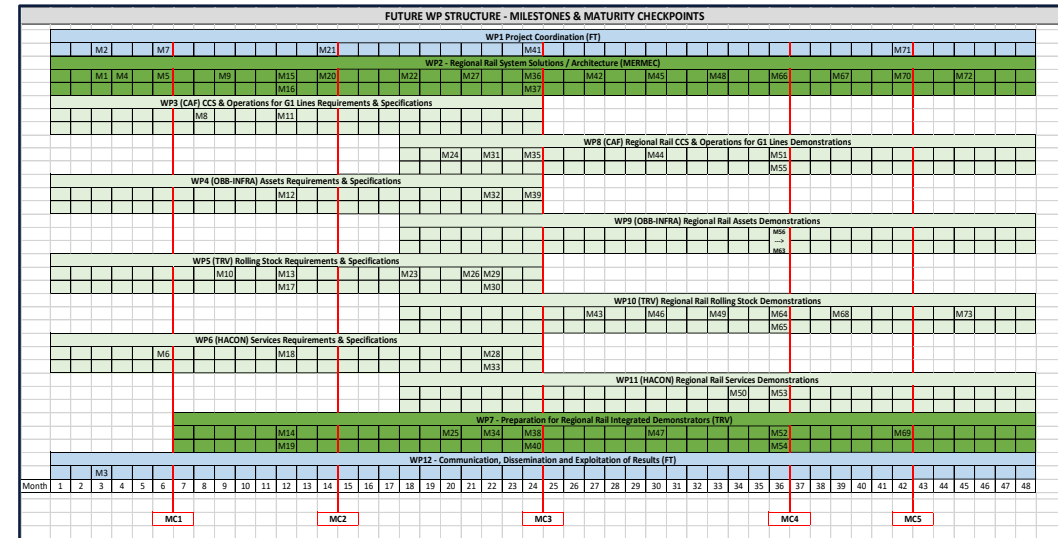 FUTURE WP STRUCTURE - MILESTONES & MATURITY CHECKPOINTS
WP1 Project Coordination (FT)
M2 M7 M21 M41 M71
WP2 - Regional Rail System Solutions / Architecture (MERMEC)
M1 M4 M5 M9 M15 M20 M22 M27 M36 M42 M45 M48 M66 M67 M70 M72
M16 M37
WP3 (CAF) CCS & Operations for G1 Lines Requirements & Specifications
M8 M11
WP8 (CAF) Regional Rail CCS & Operations for G1 Lines Demonstrations
M24 M31 M35 M44 M51
M55
WP4 (OBB-INFRA) Assets Requirements & Specifications
M12 M32 M39
WP9 (OBB-INFRA) Regional Rail Assets Demonstrations
M56
--->
M63
WP5 (TRV) Rolling Stock Requirements & Specifications
M10 M13 M18 M23 M26 M29
M17 M30
WP10 (TRV) Regional Rail Rolling Stock Demonstrations
M43 M46 M49 M64 M68 M73
M65
WP6 (HACON) Services Requirements & Specifications
M6 M18 M28
M33
WP11 (HACON) Regional Rail Services Demonstrations
M50 M53
WP7 - Preparation for Regional Rail Integrated Demonstrators (TRV)
M14 M25 M34 M38 M47 M52 M69
M19 M40 M54
WP12 - Communication, Dissemination and Exploitation of Results (FT)
M3
Month 1 2 3 4 5 6 7 8 9 10 11 12 13 14 15 16 17 18 19 20 21 22 23 24 25 26 27 28 29 30 31 32 33 34 35 36 37 38 39 40 41 42 43 44 45 46 47 48
MC1 MC2 MC3 MC4 MC5